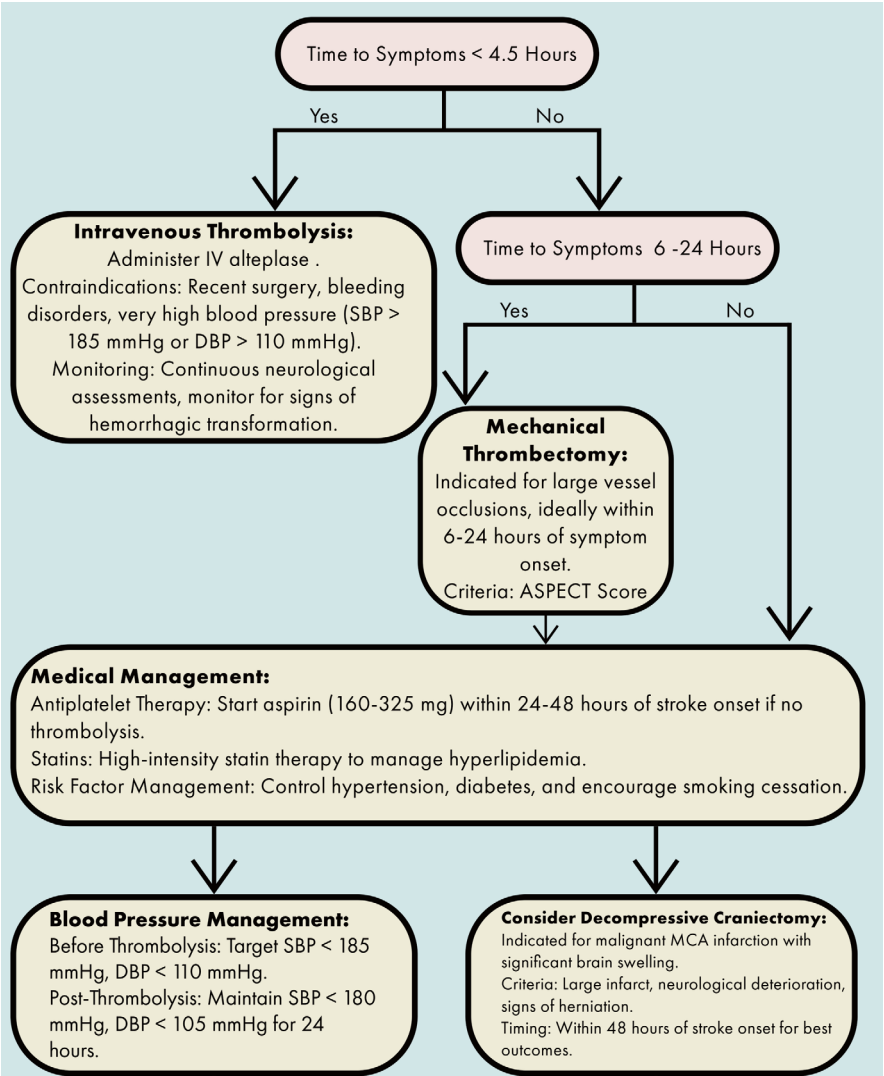 Time to Symptoms < 4.5 Hours
Yes
No
Intravenous Thrombolysis:
Administer IV alteplase .
Contraindications: Recent surgery, bleeding
disorders, very high blood pressure (SBP >
185 mmHg or DBP > 110 mmHg).
Monitoring: Continuous neurological
assessments, monitor for signs of
hemorrhagic transformation.
Time to Symptoms 6 -24 Hours
Yes
No
Mechanical
Thrombectomy:
Indicated for large vessel
occlusions, ideally within
6-24 hours of symptom
onset.
Criteria: ASPECT Score
Medical Management:
Antiplatelet Therapy: Start aspirin (160-325 mg) within 24-48 hours of stroke onset if no
thrombolysis.
Statins: High-intensity statin therapy to manage hyperlipidemia.
Risk Factor Management: Control hypertension, diabetes, and encourage smoking cessation.
Blood Pressure Management:
Before Thrombolysis: Target SBP < 185
mmHg, DBP < 110 mmHg.
Post-Thrombolysis: Maintain SBP < 180
mmHg, DBP < 105 mmHg for 24
hours.
Consider Decompressive Craniectomy:
Indicated for malignant MCA infarction with
significant brain swelling.
Criteria: Large infarct, neurological deterioration,
signs of herniation.
Timing: Within 48 hours of stroke onset for best
outcomes.